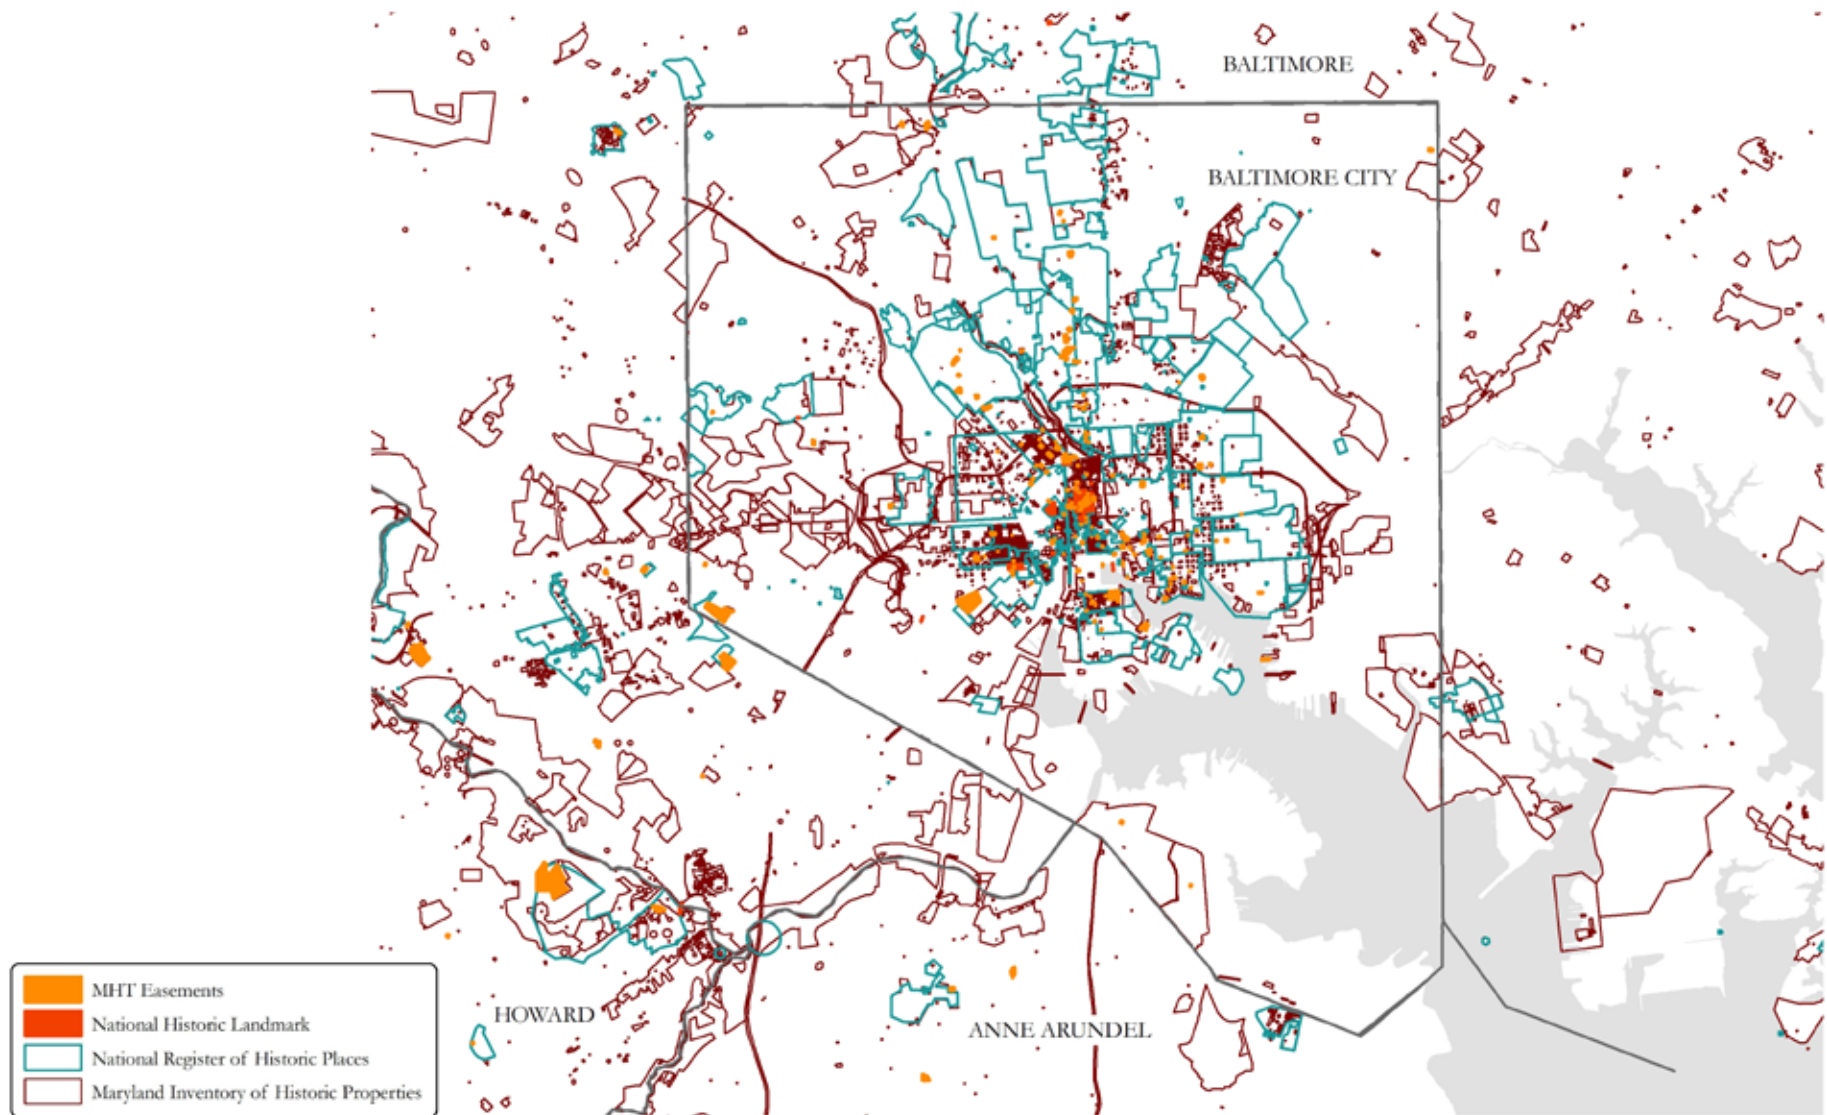 BALTIMORE
BALTIMORE CITY
HOWARD
ANNE ARUNDEL
MHT Easements
National Historic Landmark
National Register of Historic Places
Maryland Inventory of Historic Properties